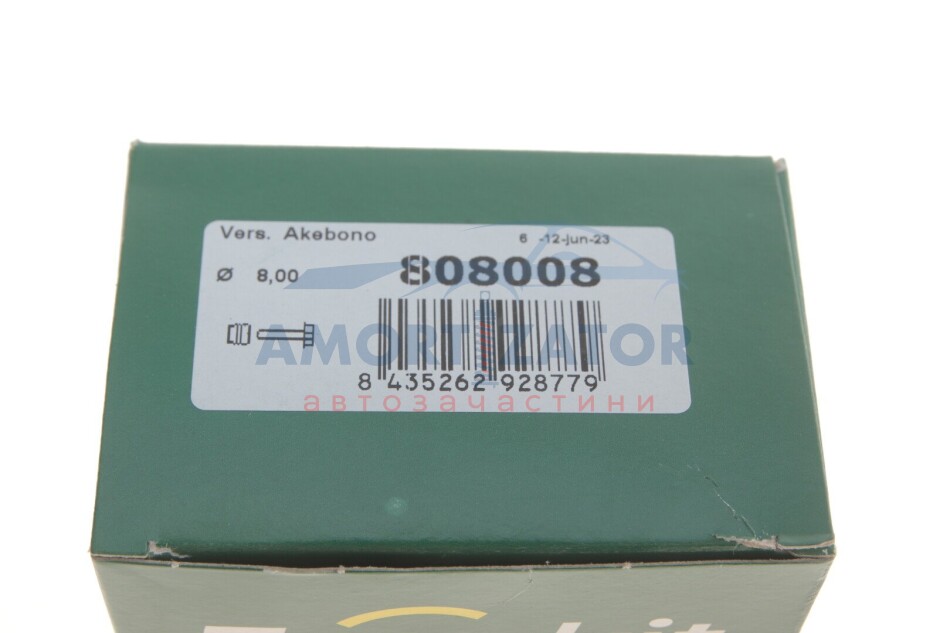 Vers. Akebono
6 -12-jun-23
Ø 8,00
808008
AMORTIZATOR
8 435262 928779
автозачастини